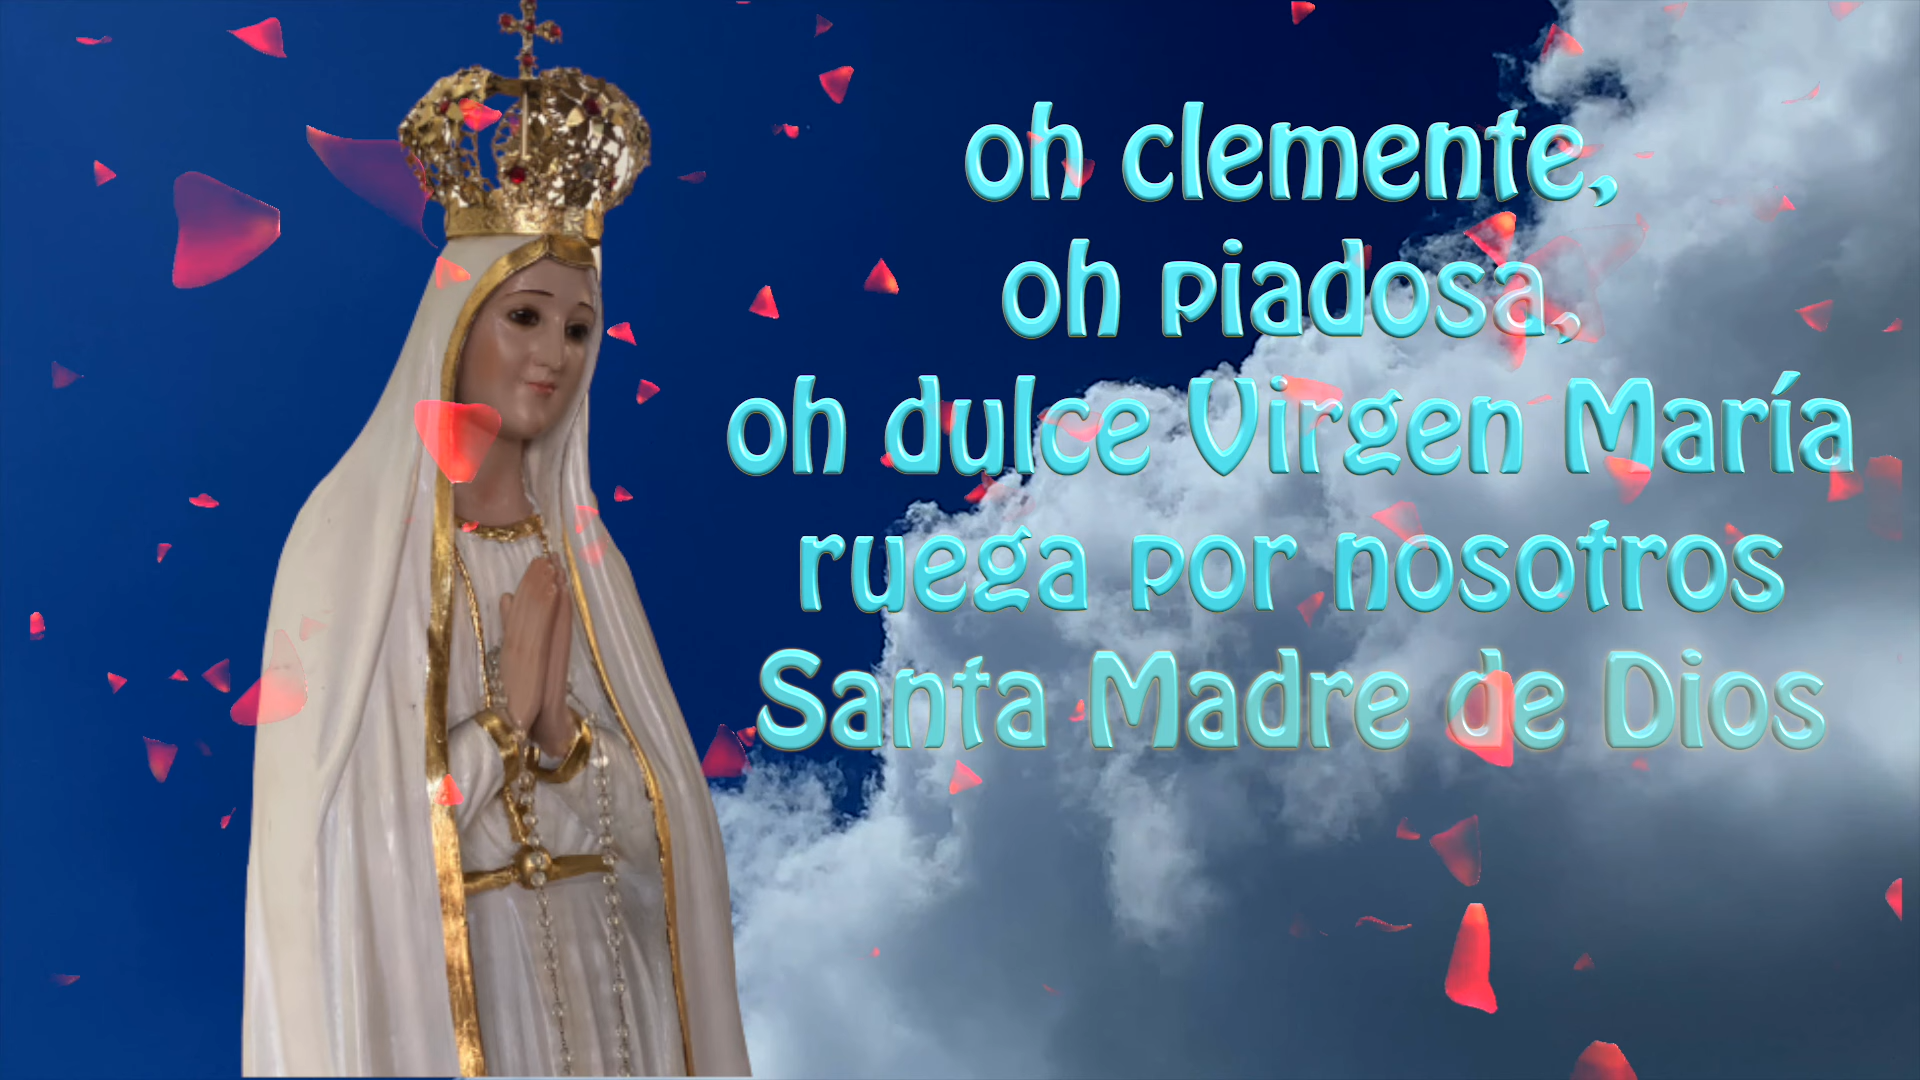 oh clemente,
oh piadosa,
oh dulce Virgen María
ruega por nosotros
Santa Madre de Dios